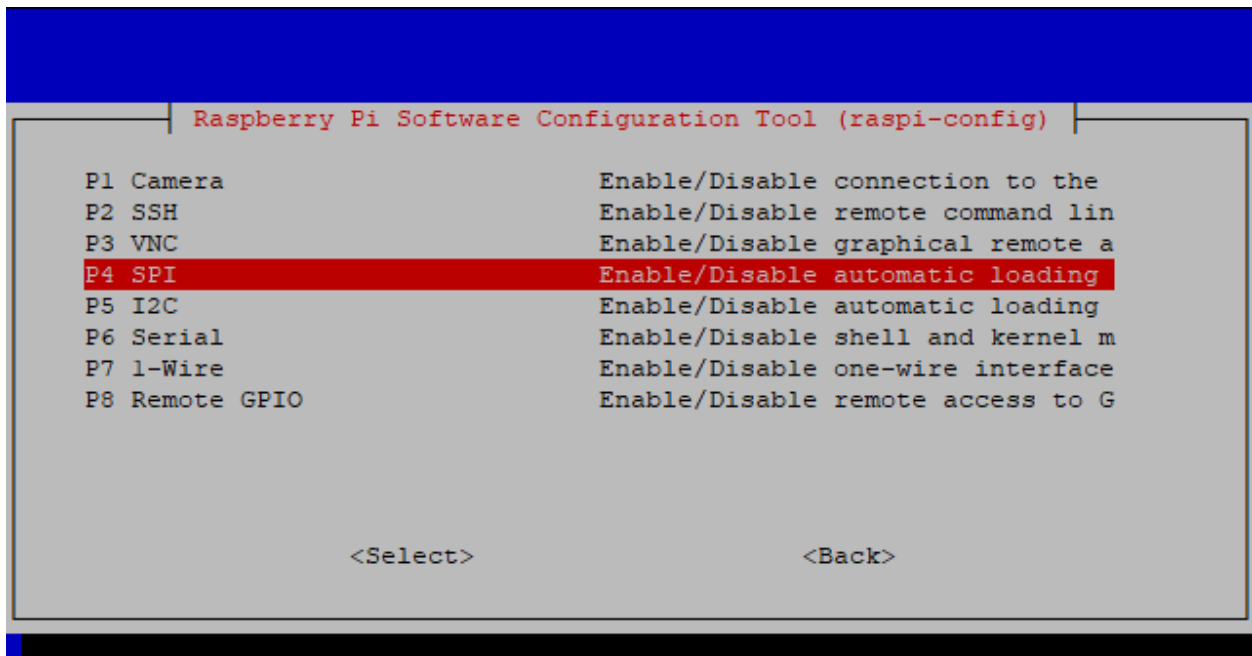 Raspberry Pi Software Configuration Tool (raspi-config)
P1 Camera Enable/Disable connection to the
P2 SSH Enable/Disable remote command lin
P3 VNC Enable/Disable graphical remote a
P4 SPI Enable/Disable automatic loading
P5 I2C Enable/Disable automatic loading
P6 Serial Enable/Disable shell and kernel m
P7 1-Wire Enable/Disable one-wire interface
P8 Remote GPIO Enable/Disable remote access to G
<Select> <Back>